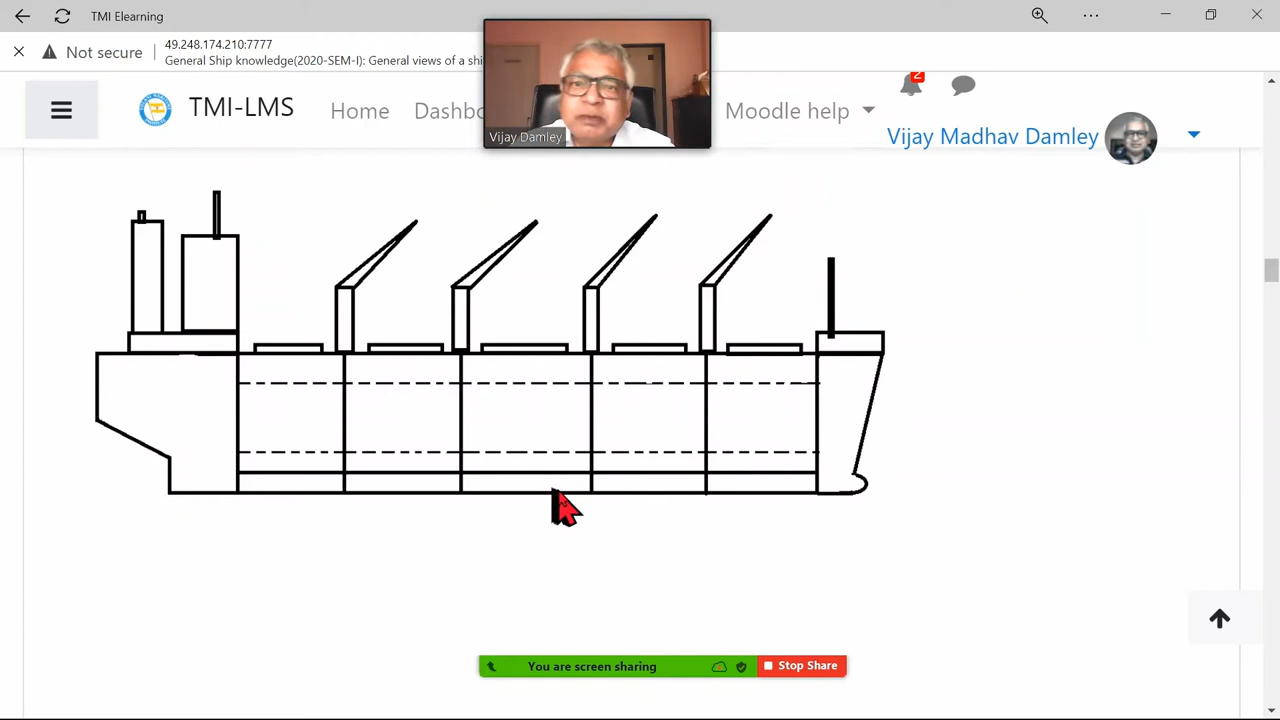 TMI Elearning
Not secure
49.248.174.210:7777
General Ship knowledge(2020-SEM-I): General views of a shi
TMI-LMS
Home
Dashbo
Moodle help
2
Vijay Madhav Damley
Vijay Damley
You are screen sharing
Stop Share